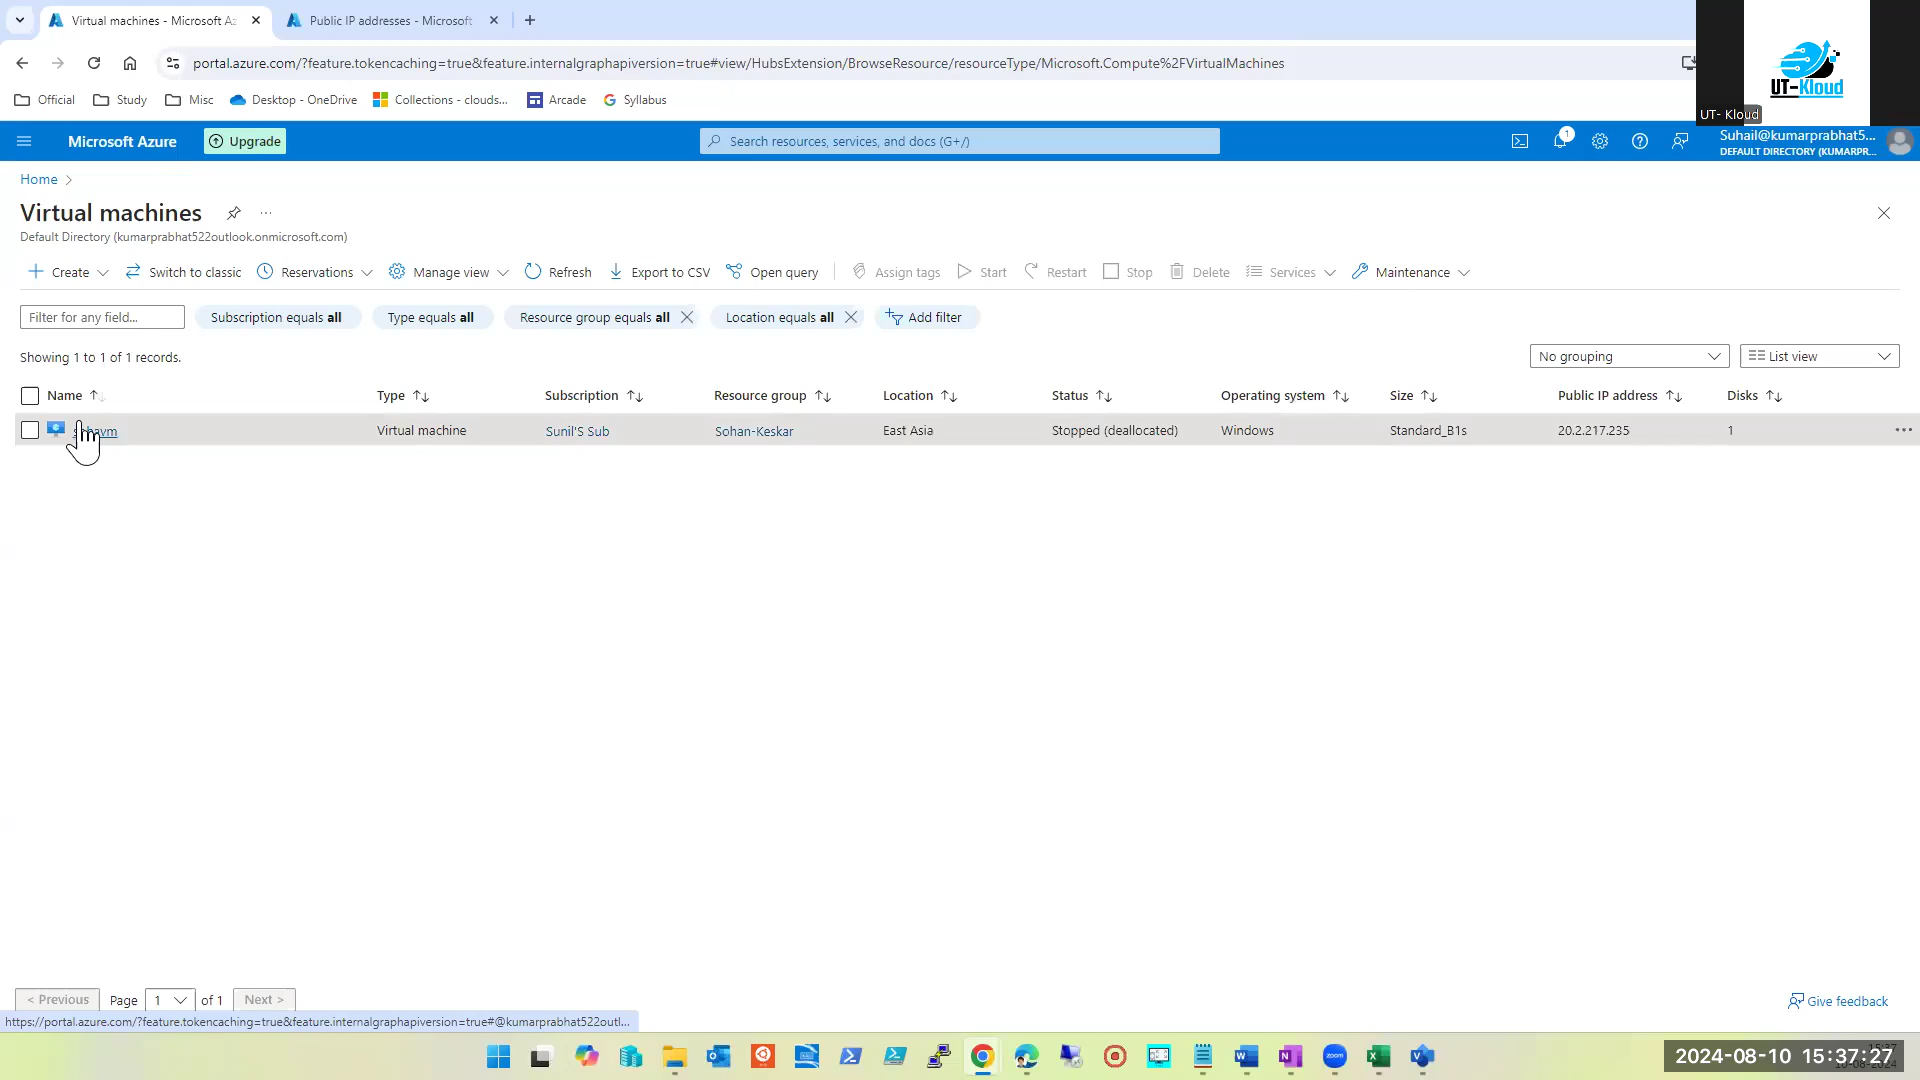 Virtual machines - Microsoft Az
Public IP addresses - Microsoft
portal.azure.com/?feature.tokencaching=true&feature.internalgraphapiversion=true#view/HubsExtension/BrowseResource/resourceType/Microsoft.Compute%2FVirtualMachines
Official Study Misc Desktop - OneDrive Collections - clouds... Arcade Syllabus
UT-Kloud
UT- Kloud
Microsoft Azure Upgrade Search resources, services, and docs (G+/) 1 Suhail@kumarprabhat5...
DEFAULT DIRECTORY (KUMARPR...
Home >
Virtual machines ...
Default Directory (kumarprabhat522outlook.onmicrosoft.com)
Create Switch to classic Reservations Manage view Refresh Export to CSV Open query Assign tags Start Restart Stop Delete Services Maintenance
Filter for any field... Subscription equals all Type equals all Resource group equals all Location equals all Add filter
Showing 1 to 1 of 1 records.
No grouping List view
Name Type Subscription Resource group Location Status Operating system Size Public IP address Disks
Virtual machine Sunil'S Sub Sohan-Keskar East Asia Stopped (deallocated) Windows Standard_B1s 20.2.217.235 1 ...
< Previous Page 1 of 1 Next > Give feedback
https://portal.azure.com/?feature.tokencaching=true&feature.internalgraphapiversion=true#@kumarprabhat522outl...
zoom
2024-08-10 15:37:27